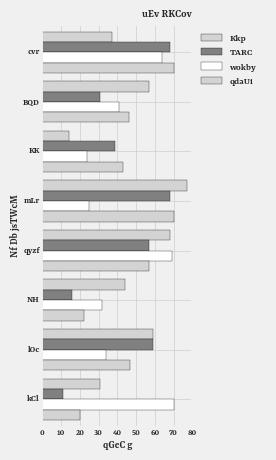 uEv RKCov
Kkp
TARC
wokby
qdaUi
Nf Db jsTWcM
cvr
BQD
KK
mLr
qyzf
NH
lOc
kCl
0 10 20 30 40 50 60 70 80
qGeC g